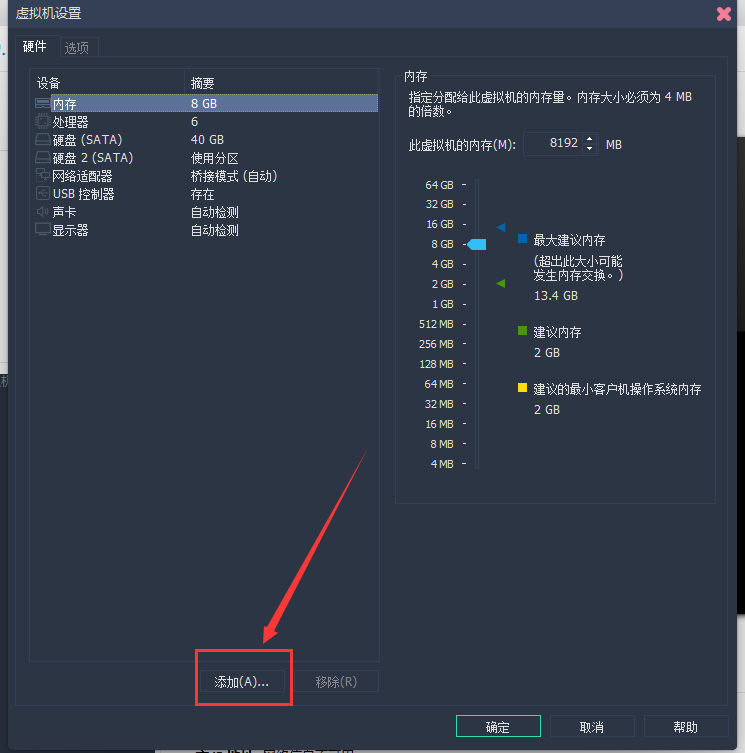 虚拟机设置
硬件 选项
设备 摘要
内存 8 GB
处理器 6
硬盘 (SATA) 40 GB
硬盘 2 (SATA) 使用分区
网络适配器 桥接模式 (自动)
USB 控制器 存在
声卡 自动检测
显示器 自动检测
添加(A)... 移除(R)
内存
指定分配给此虚拟机的内存量。内存大小必须为 4 MB
的倍数。
此虚拟机的内存(M): 8192 MB
64 GB
32 GB
16 GB
8 GB
4 GB
2 GB
1 GB
512 MB
256 MB
128 MB
64 MB
32 MB
16 MB
8 MB
4 MB
最大建议内存
(超出此大小可能
发生内存交换。)
13.4 GB
建议内存
2 GB
建议的最小客户机操作系统内存
2 GB
确定 取消 帮助